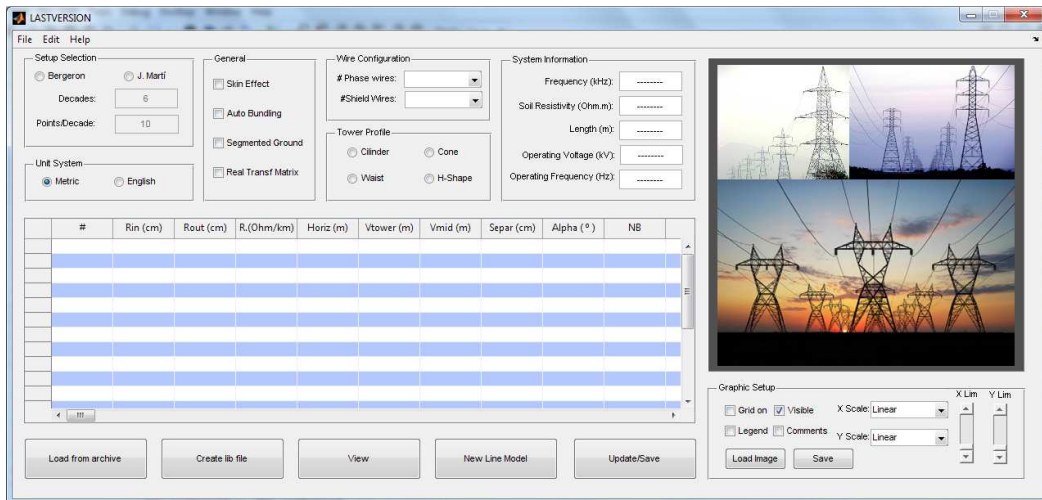 LASTVERSION
File Edit Help
Setup Selection
Bergeron J. Martí
Decades: 6
Points/Decade: 10
Unit System
Metric English
General
Skin Effect
Auto Bundling
Segmented Ground
Real Transf Matrix
Wire Configuration
# Phase wires:
#Shield Wires:
Tower Profile
Cilinder Cone
Waist H-Shape
System Information
Frequency (kHz): --------
Soil Resistivity (Ohm.m): --------
Length (m): --------
Operating Voltage (kV): --------
Operating Frequency (Hz): --------
# Rin (cm) Rout (cm) R.(Ohm/km) Horiz (m) Vtower (m) Vmid (m) Separ (cm) Alpha (º) NB
Load from archive Create lib file View New Line Model Update/Save
Graphic Setup
Grid on Visible X Scale: Linear
Legend Comments Y Scale: Linear
Load Image Save
X Lim Y Lim